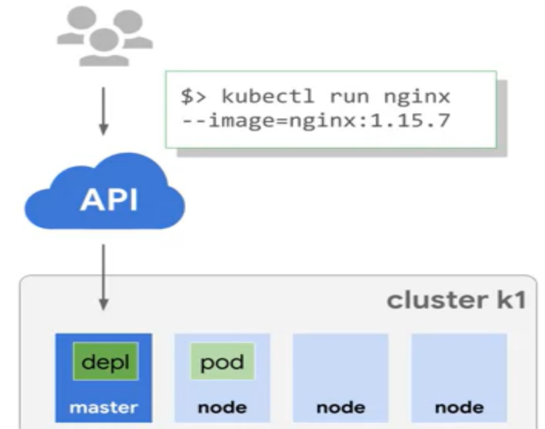 $> kubectl run nginx
--image=nginx:1.15.7
API
cluster k1
depl
pod
master
node
node
node